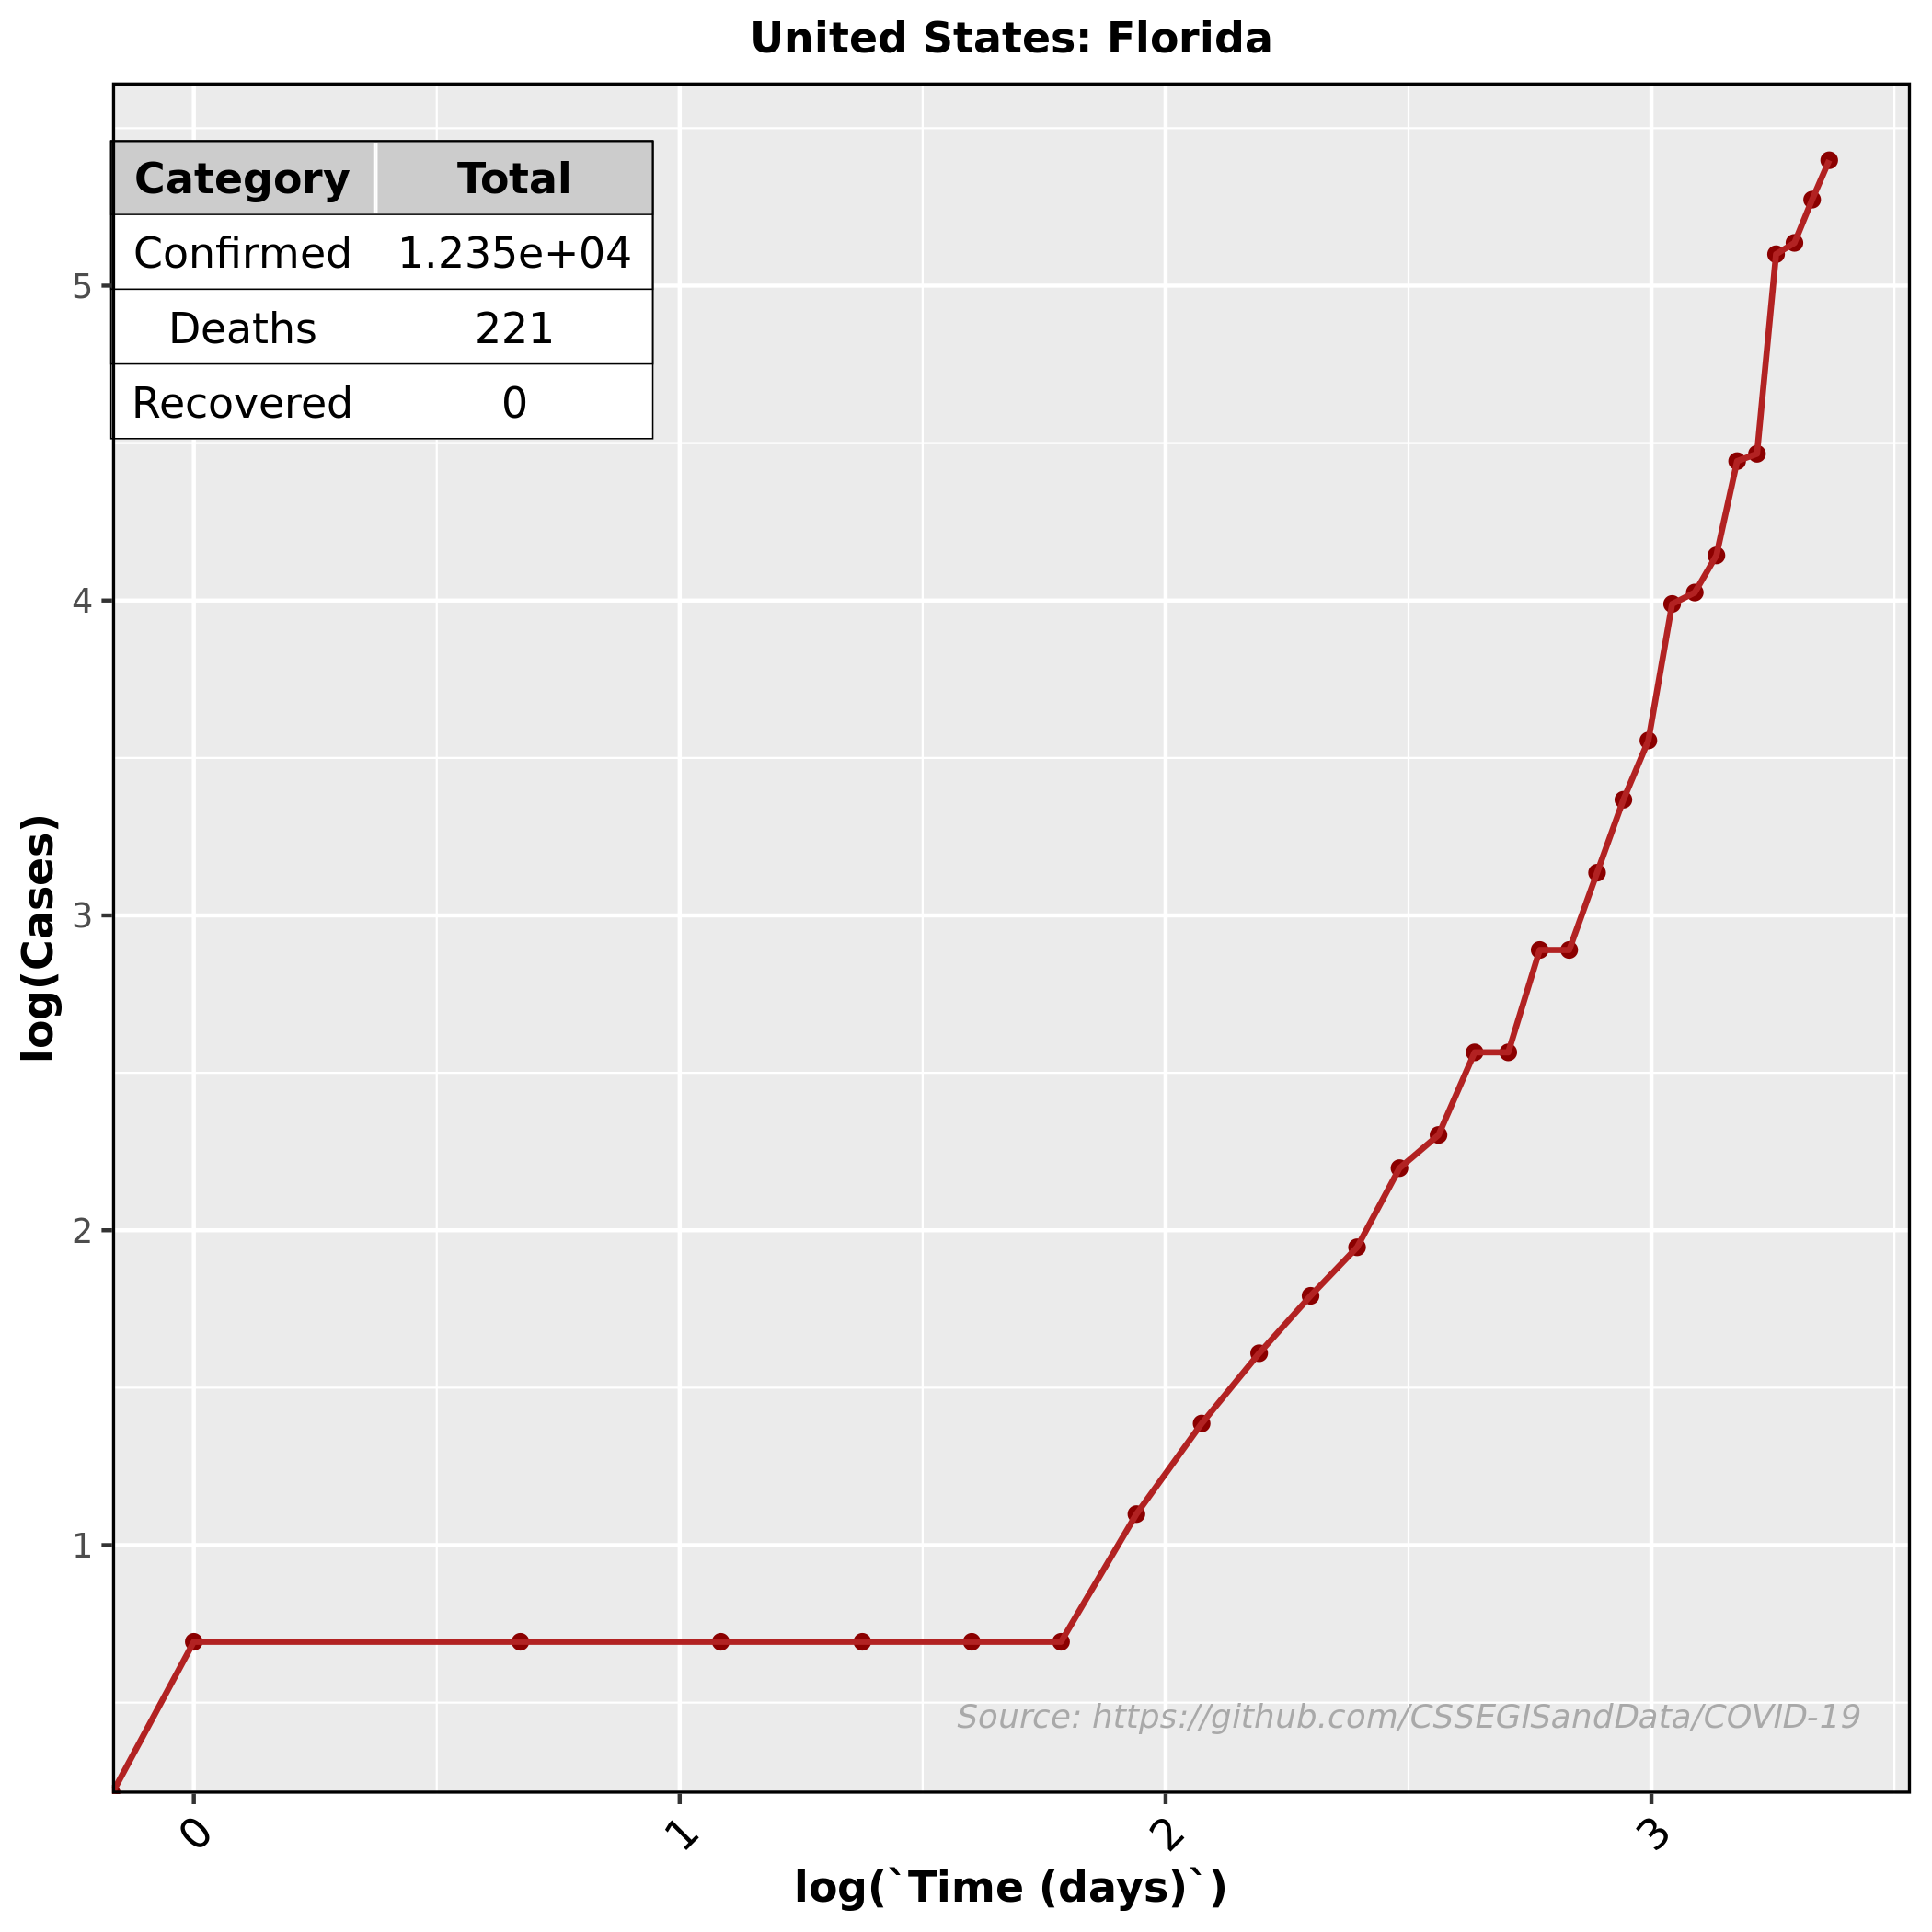 United States: Florida
Category Total
Confirmed 1.235e+04
Deaths 221
Recovered 0
5
4
3
2
1
log(Cases)
Source: https://github.com/CSSEGISandData/COVID-19
0 1 2 3
log(`Time (days)`)